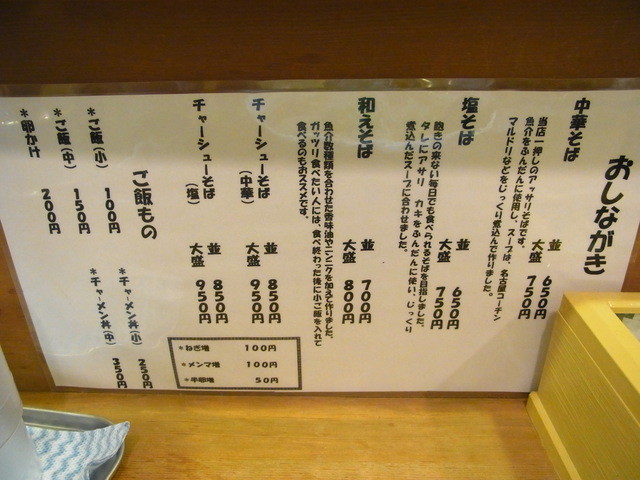 おしながき
中華そば
並 650円
大盛 750円
当店一押しのアッサリそばです。
魚介をふんだんに使用し、スープは、名古屋コーチン
マルドリなどをじっくり煮込んで作りました。
塩そば
並 650円
大盛 750円
飽きの来ない毎日でも食べられるそばを目指しました。
タレにアサリ カキをふんだんに使い、じっくり
煮込んだスープに合わせました。
和えそば
並 700円
大盛 800円
魚介数種類を合わせた香味油やニンニクを加えて作りました。
ガッツリ食べたい人には、食べ終わった後に小ご飯を入れて
食べるのもおススメです。
チャーシューそば
(中華)
並 850円
大盛 950円
チャーシューそば
(塩)
並 850円
大盛 950円
*ねぎ増 100円
*メンマ増 100円
*半卵増 50円
ご飯もの
*ご飯(小) 100円
*ご飯(中) 150円
*卵かけ 200円
*チャーメン丼(小) 250円
*チャーメン丼(中) 350円